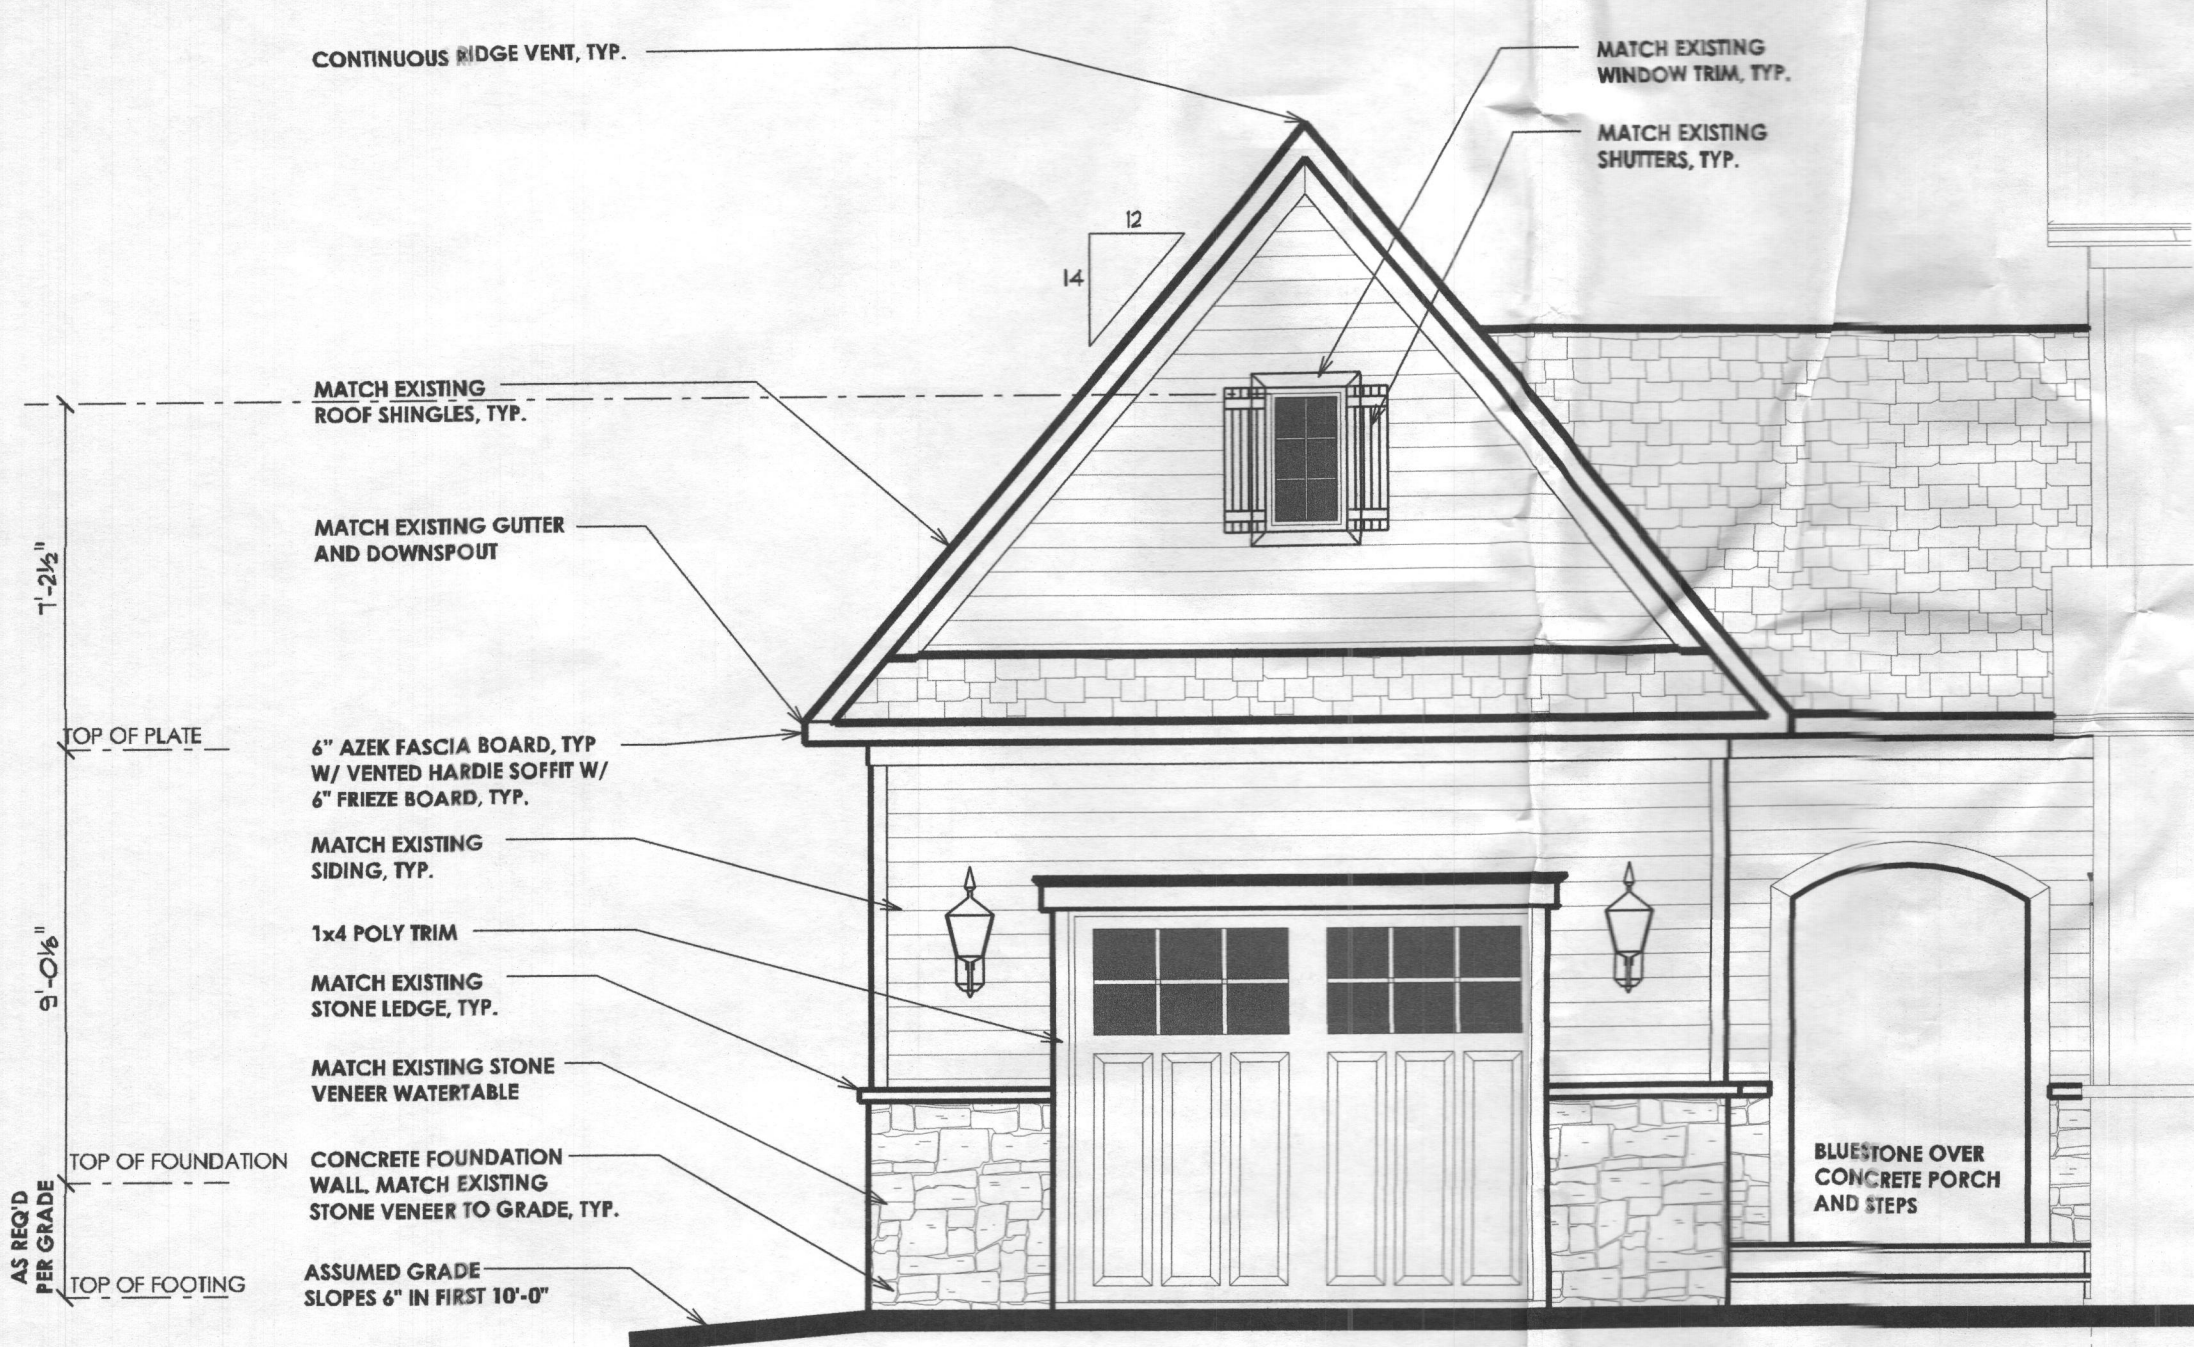 CONTINUOUS RIDGE VENT, TYP.
MATCH EXISTING
WINDOW TRIM, TYP.
MATCH EXISTING
SHUTTERS, TYP.
12
14
MATCH EXISTING
ROOF SHINGLES, TYP.
MATCH EXISTING GUTTER
AND DOWNSPOUT
7'-2½"
TOP OF PLATE
6" AZEK FASCIA BOARD, TYP
W/ VENTED HARDIE SOFFIT W/
6" FRIEZE BOARD, TYP.
MATCH EXISTING
SIDING, TYP.
9'-0⅛"
1x4 POLY TRIM
MATCH EXISTING
STONE LEDGE, TYP.
MATCH EXISTING STONE
VENEER WATERTABLE
TOP OF FOUNDATION
CONCRETE FOUNDATION
WALL. MATCH EXISTING
STONE VENEER TO GRADE, TYP.
BLUESTONE OVER
CONCRETE PORCH
AND STEPS
AS REQ'D
PER GRADE
TOP OF FOOTING
ASSUMED GRADE
SLOPES 6" IN FIRST 10'-0"